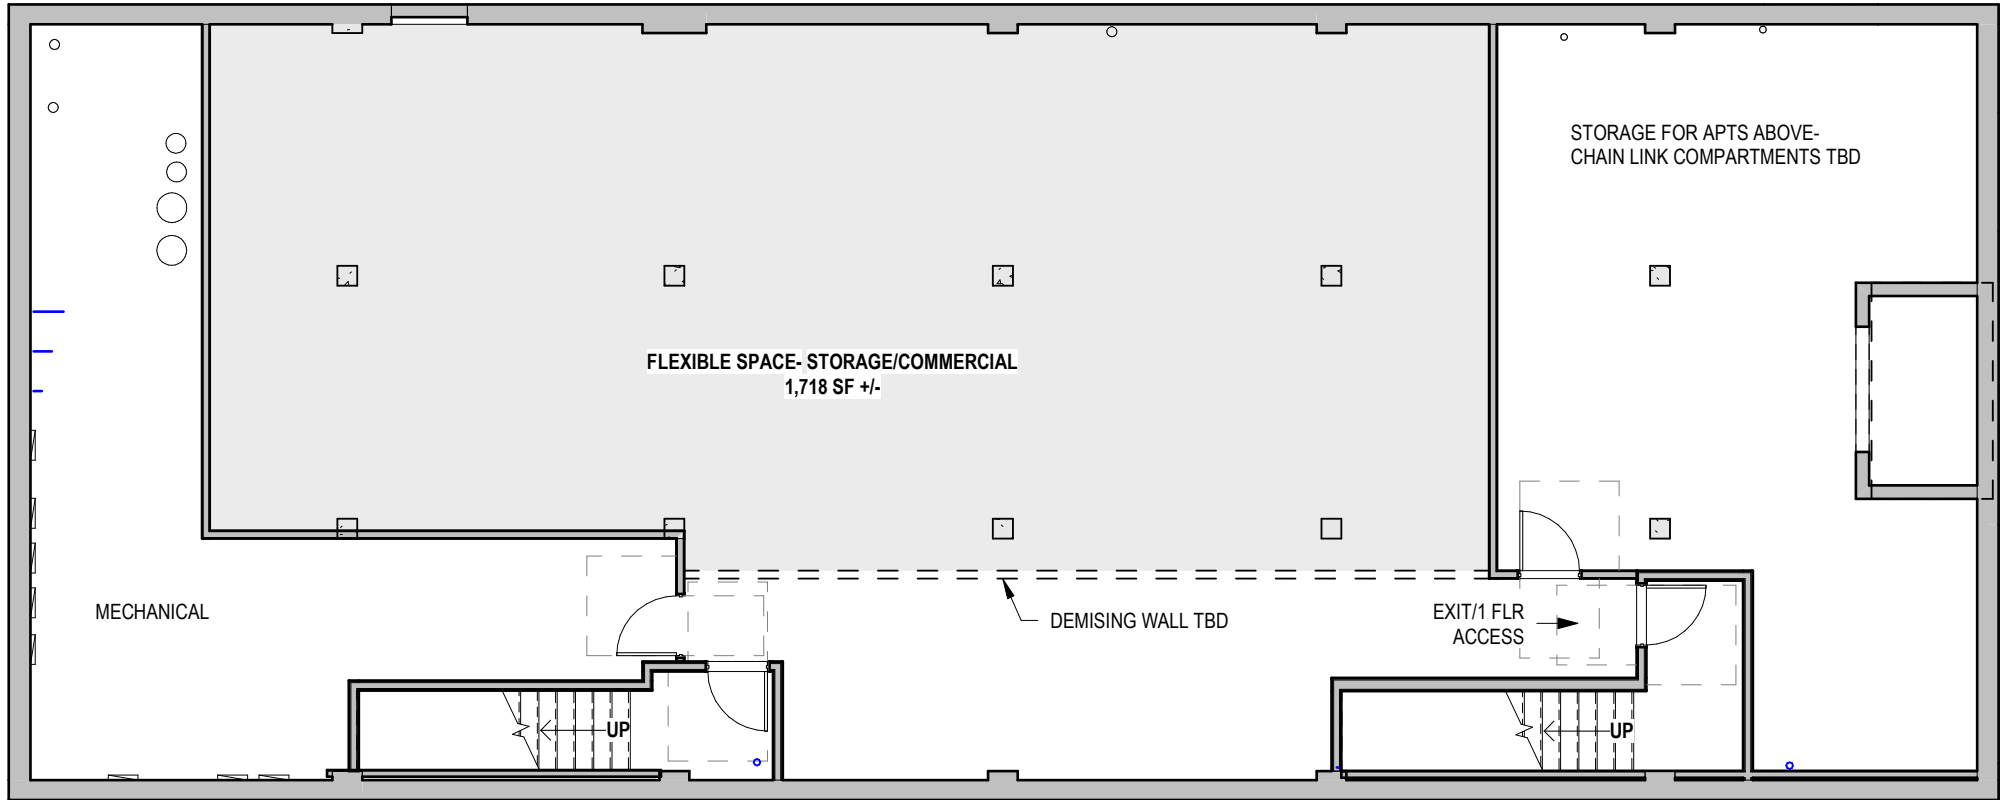 STORAGE FOR APTS ABOVE-
CHAIN LINK COMPARTMENTS TBD
FLEXIBLE SPACE- STORAGE/COMMERCIAL
1,718 SF +/-
MECHANICAL
DEMISING WALL TBD
EXIT/1 FLR
ACCESS
UP
UP